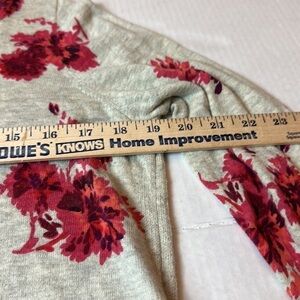 15 16 17 18 19 20 21 22 23
OWE'S KNOWS Home Improvement